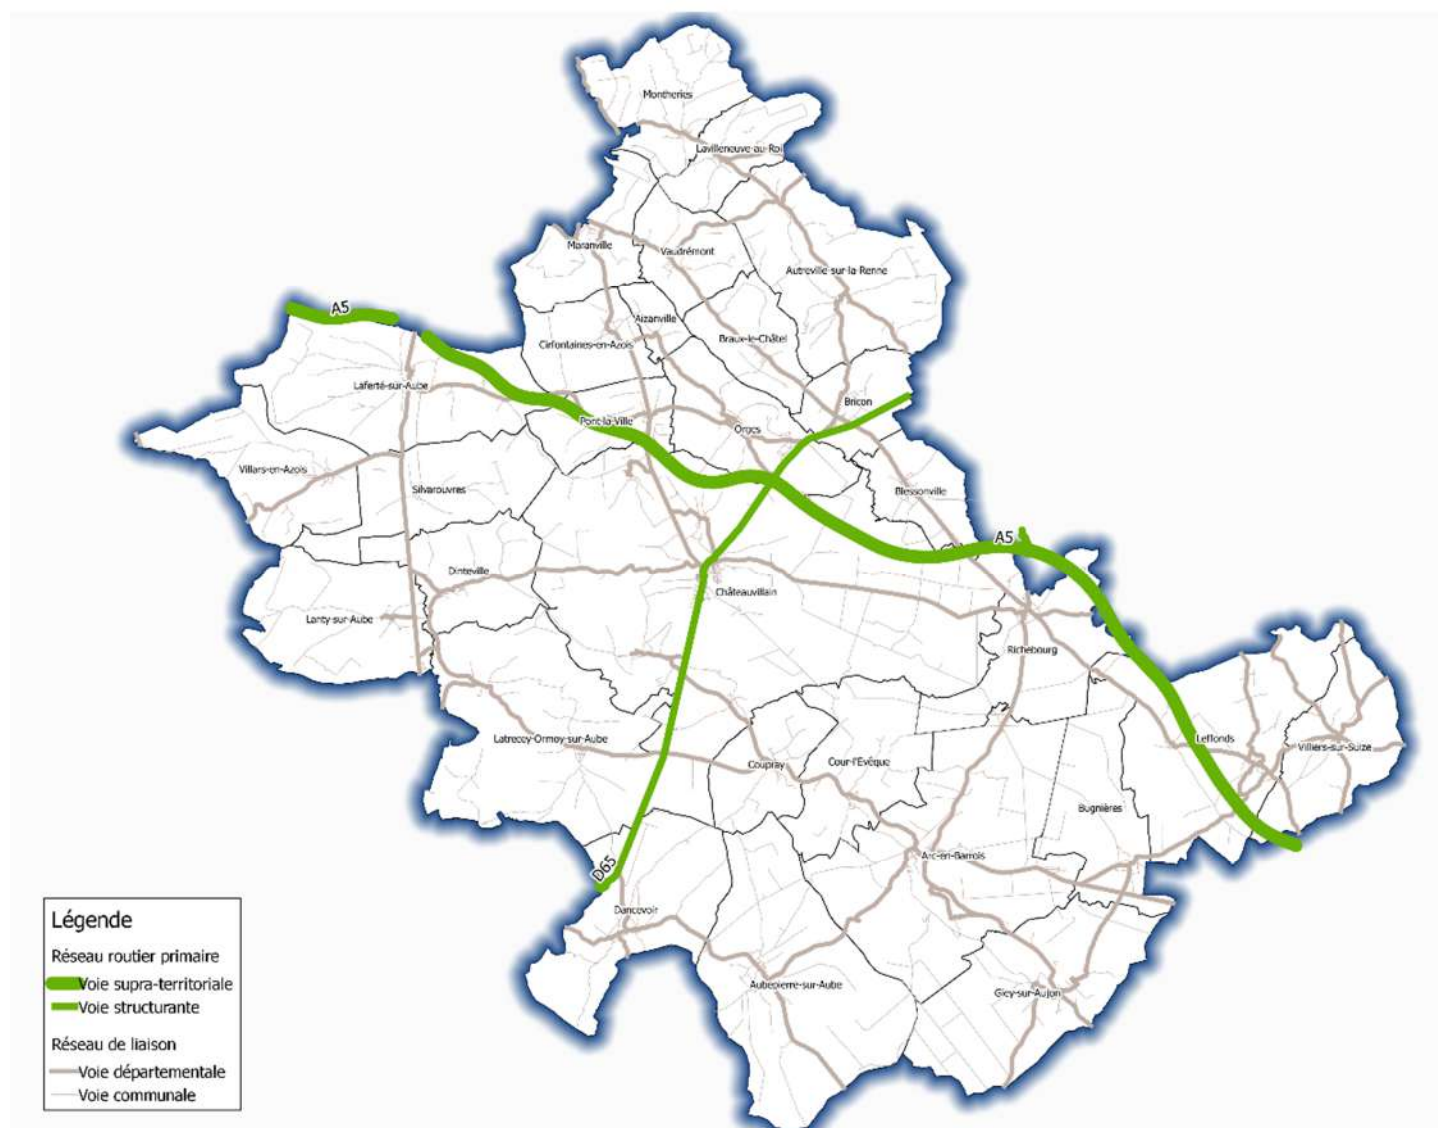 Montheries
Lavilleneuve-au-Roi
Maranville
Vaudrémont
Autreville-sur-la-Renne
A5
Aizanville
Cirfontaines-en-Azois
Braux-le-Châtel
Laferté-sur-Aube
Bricon
Pont-la-Ville
Orges
Villars-en-Azois
Silvarouvres
Blessonville
A5
Dinteville
Châteauvillain
Lanty-sur-Aube
Richebourg
Latrecey-Ormoy-sur-Aube
Leffonds
Villiers-sur-Suize
Coupray
Cour-l'Evêque
Bugnières
Arc-en-Barrois
D65
Dancevoir
Aubepierre-sur-Aube
Giey-sur-Aujon
Légende
Réseau routier primaire
Voie supra-territoriale
Voie structurante
Réseau de liaison
Voie départementale
Voie communale